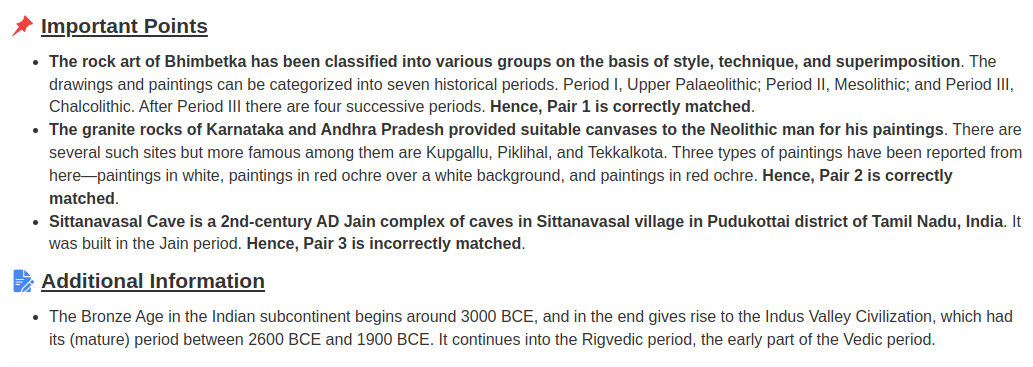 Important Points
The rock art of Bhimbetka has been classified into various groups on the basis of style, technique, and superimposition. The
drawings and paintings can be categorized into seven historical periods. Period I, Upper Palaeolithic; Period II, Mesolithic; and Period III,
Chalcolithic. After Period III there are four successive periods. Hence, Pair 1 is correctly matched.
The granite rocks of Karnataka and Andhra Pradesh provided suitable canvases to the Neolithic man for his paintings. There are
several such sites but more famous among them are Kupgallu, Piklihal, and Tekkalkota. Three types of paintings have been reported from
here—paintings in white, paintings in red ochre over a white background, and paintings in red ochre. Hence, Pair 2 is correctly
matched.
Sittanavasal Cave is a 2nd-century AD Jain complex of caves in Sittanavasal village in Pudukottai district of Tamil Nadu, India. It
was built in the Jain period. Hence, Pair 3 is incorrectly matched.
Additional Information
The Bronze Age in the Indian subcontinent begins around 3000 BCE, and in the end gives rise to the Indus Valley Civilization, which had
its (mature) period between 2600 BCE and 1900 BCE. It continues into the Rigvedic period, the early part of the Vedic period.